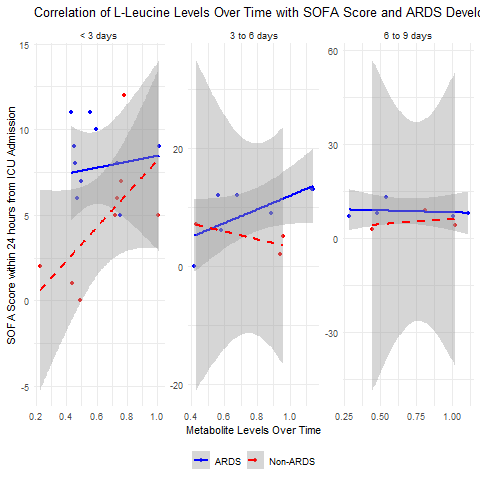 Correlation of L-Leucine Levels Over Time with SOFA Score and ARDS Develo
< 3 days
3 to 6 days
6 to 9 days
SOFA Score within 24 hours from ICU Admission
15
10
5
0
-5
20
0
-20
60
30
0
-30
0.2 0.4 0.6 0.8 1.0
0.4 0.6 0.8 1.0
0.25 0.50 0.75 1.00
Metabolite Levels Over Time
ARDS Non-ARDS